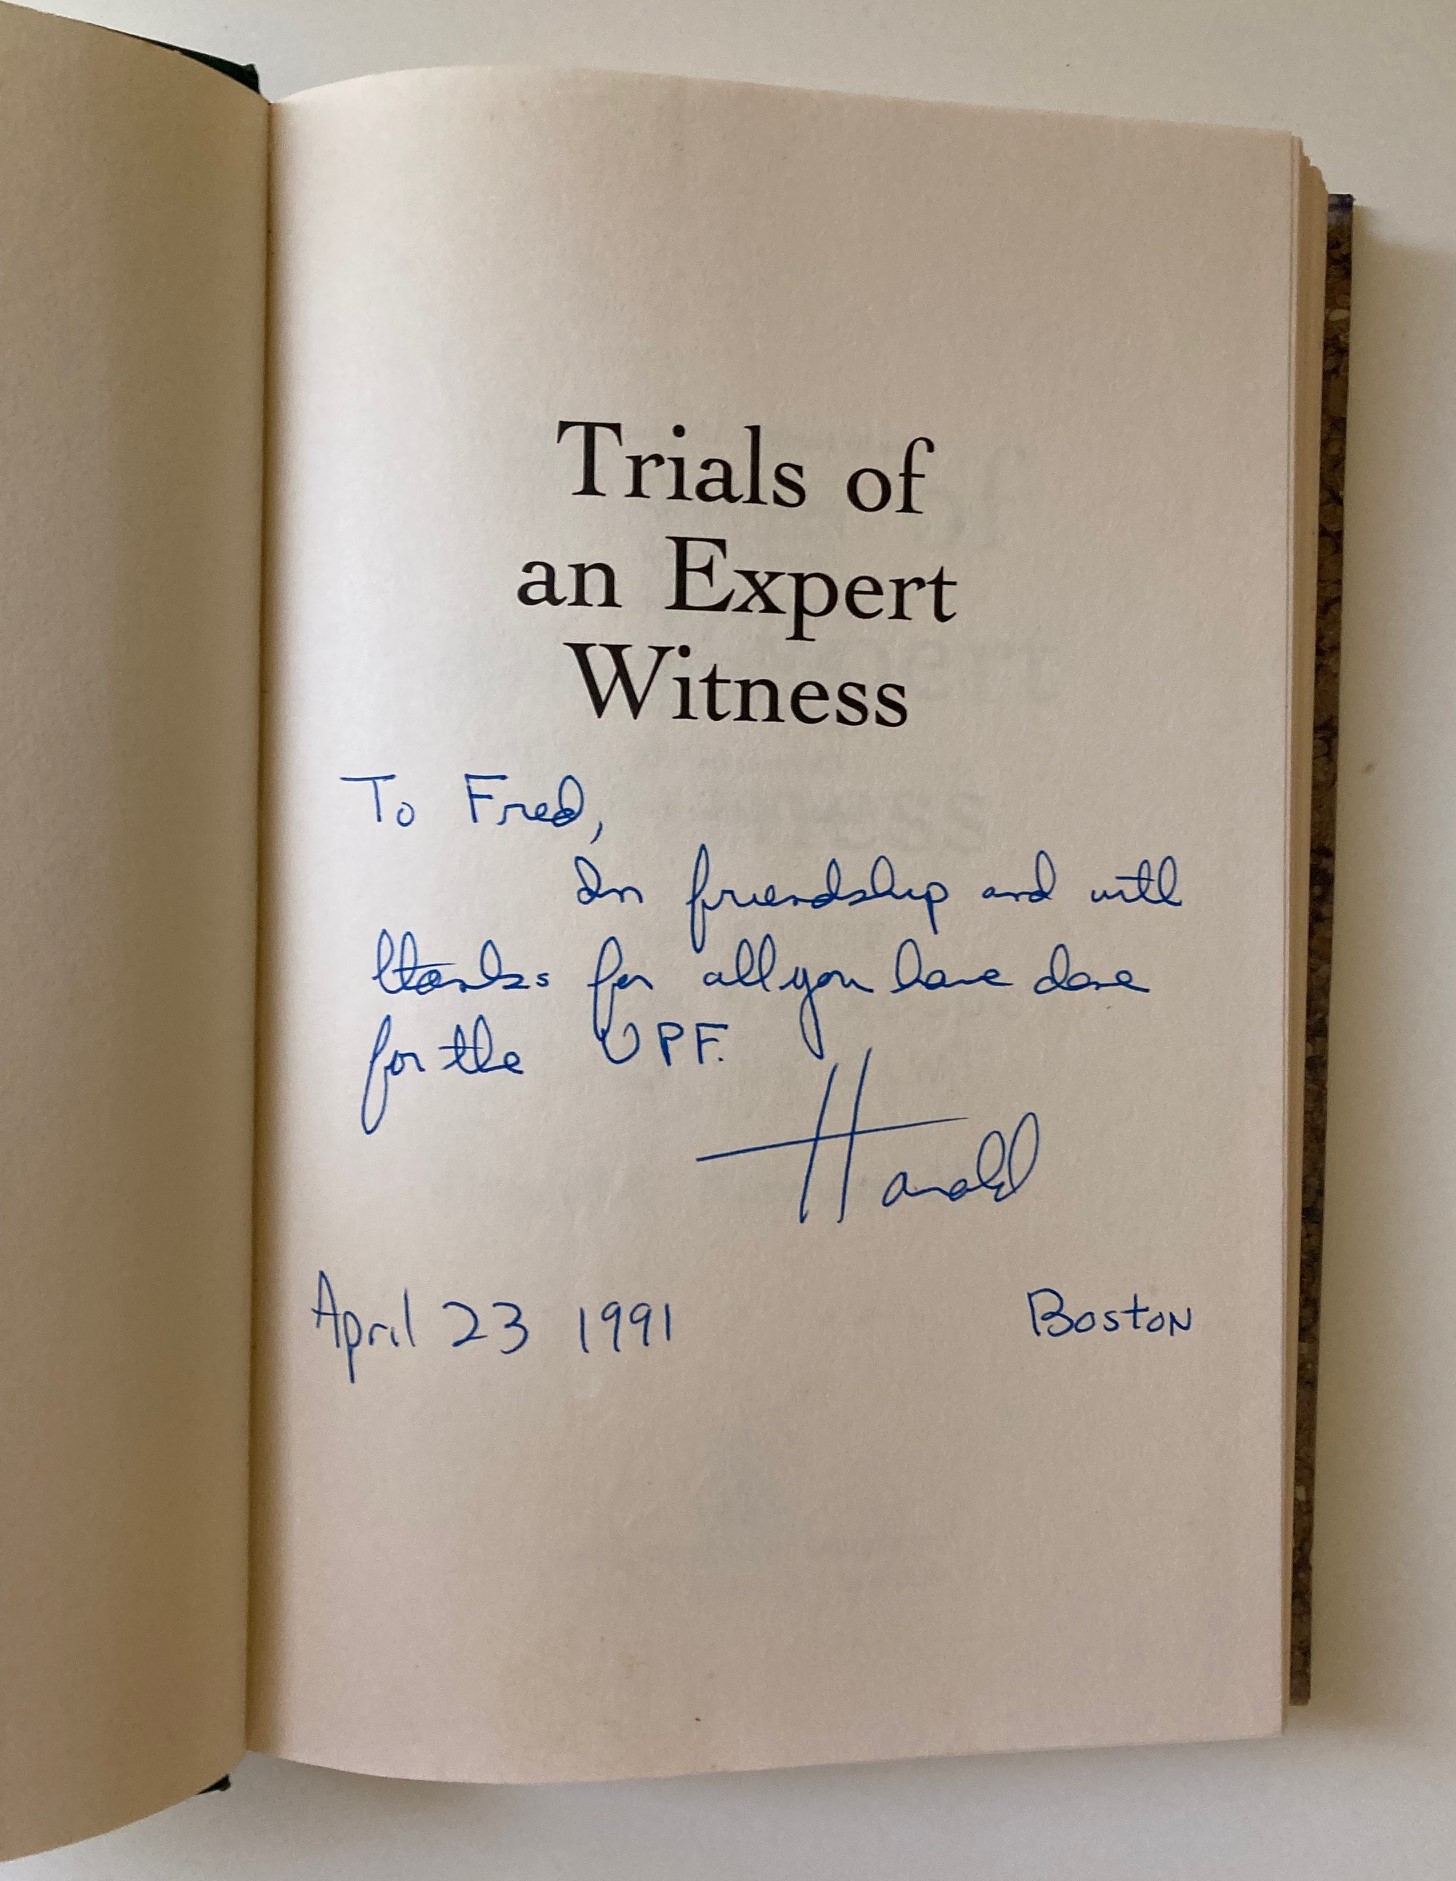 Trials of
an Expert
Witness
To Fred,
In friendship and with
thanks for all you have done
for the UPF.
Harold
April 23 1991 Boston